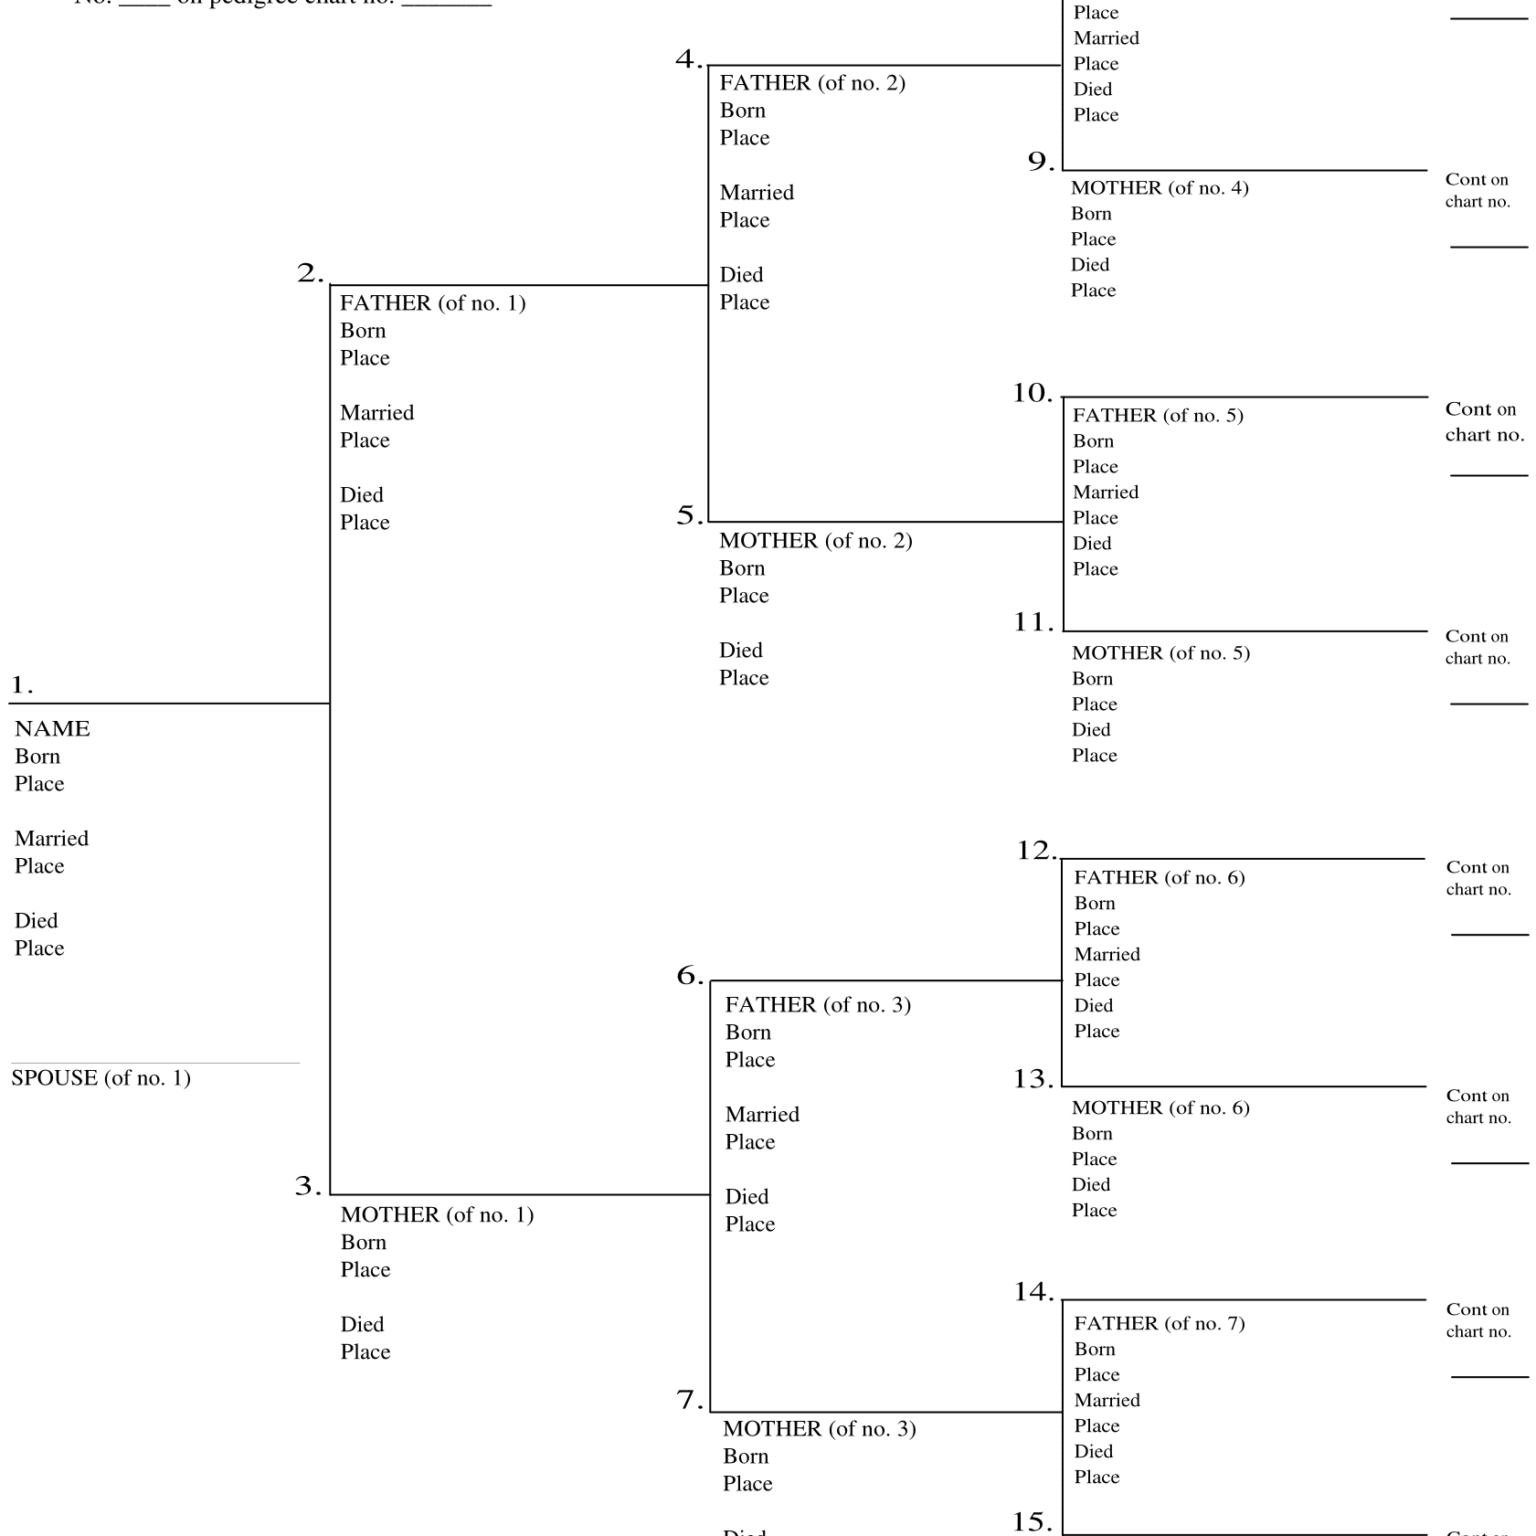 No. ____ on pedigree chart no. _______
1.
NAME
Born
Place
Married
Place
Died
Place
SPOUSE (of no. 1)
2.
FATHER (of no. 1)
Born
Place
Married
Place
Died
Place
3.
MOTHER (of no. 1)
Born
Place
Died
Place
4.
FATHER (of no. 2)
Born
Place
Married
Place
Died
Place
5.
MOTHER (of no. 2)
Born
Place
Died
Place
6.
FATHER (of no. 3)
Born
Place
Married
Place
Died
Place
7.
MOTHER (of no. 3)
Born
Place
Died
Place
Married
Place
Died
Place
9.
MOTHER (of no. 4)
Born
Place
Died
Place
Cont on
chart no.
10.
FATHER (of no. 5)
Born
Place
Married
Place
Died
Place
Cont on
chart no.
11.
MOTHER (of no. 5)
Born
Place
Died
Place
Cont on
chart no.
12.
FATHER (of no. 6)
Born
Place
Married
Place
Died
Place
Cont on
chart no.
13.
MOTHER (of no. 6)
Born
Place
Died
Place
Cont on
chart no.
14.
FATHER (of no. 7)
Born
Place
Married
Place
Died
Place
Cont on
chart no.
15.
Cont on